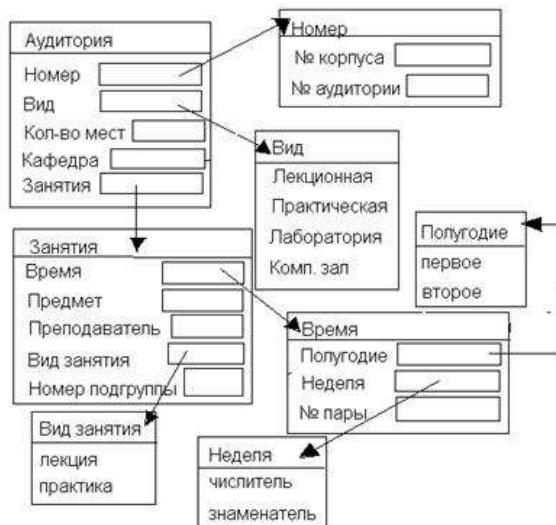 Аудитория
Номер
Вид
Кол-во мест
Кафедра
Занятия
Номер
№ корпуса
№ аудитории
Вид
Лекционная
Практическая
Лаборатория
Комп. зал
Полугодие
первое
второе
Занятия
Время
Предмет
Преподаватель
Вид занятия
Номер подгруппы
Время
Полугодие
Неделя
№ пары
Вид занятия
лекция
практика
Неделя
числитель
знаменатель